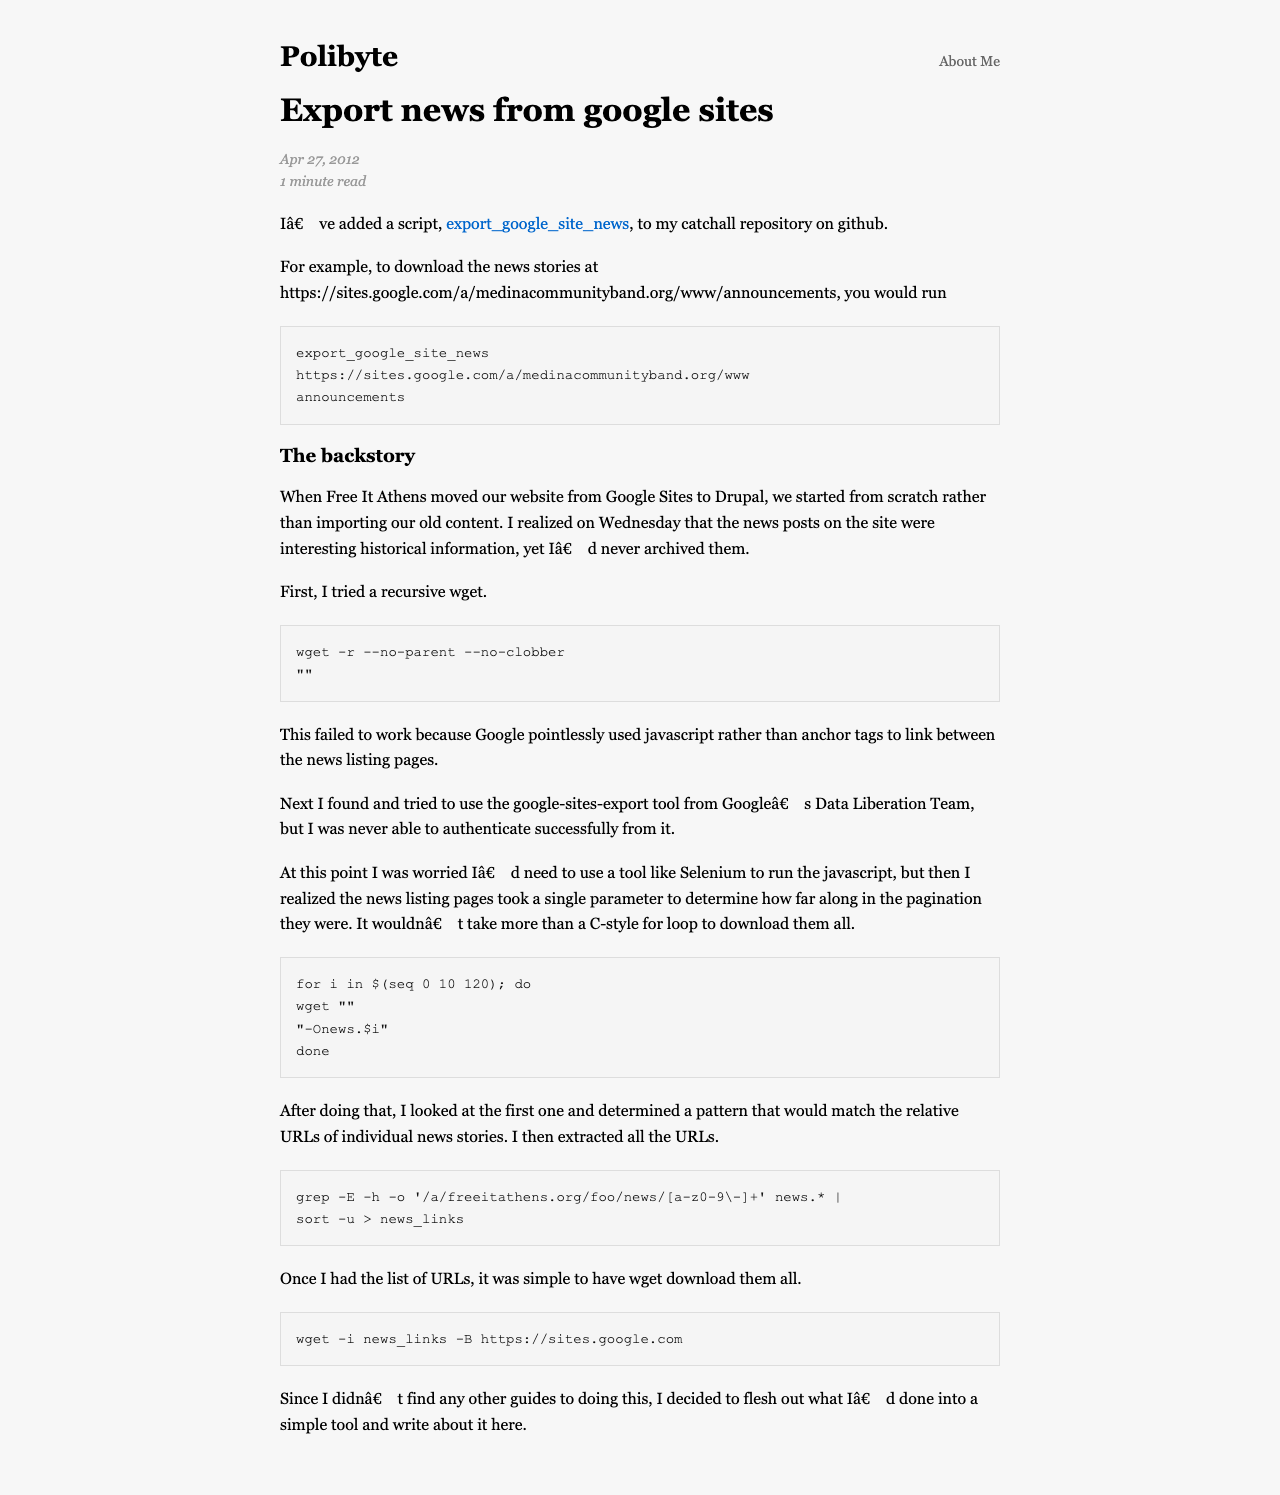 Polibyte
About Me
Export news from google sites
Apr 27, 2012
1 minute read
Iâ€ ve added a script, export_google_site_news, to my catchall repository on github.
For example, to download the news stories at
https://sites.google.com/a/medinacommunityband.org/www/announcements, you would run
export_google_site_news
https://sites.google.com/a/medinacommunityband.org/www
announcements
The backstory
When Free It Athens moved our website from Google Sites to Drupal, we started from scratch rather
than importing our old content. I realized on Wednesday that the news posts on the site were
interesting historical information, yet Iâ€ d never archived them.
First, I tried a recursive wget.
wget -r --no-parent --no-clobber
""
This failed to work because Google pointlessly used javascript rather than anchor tags to link between
the news listing pages.
Next I found and tried to use the google-sites-export tool from Googleâ€ s Data Liberation Team,
but I was never able to authenticate successfully from it.
At this point I was worried Iâ€ d need to use a tool like Selenium to run the javascript, but then I
realized the news listing pages took a single parameter to determine how far along in the pagination
they were. It wouldnâ€ t take more than a C-style for loop to download them all.
for i in $(seq 0 10 120); do
wget ""
"-Onews.$i"
done
After doing that, I looked at the first one and determined a pattern that would match the relative
URLs of individual news stories. I then extracted all the URLs.
grep -E -h -o '/a/freeitathens.org/foo/news/[a-z0-9\-]+' news.* |
sort -u > news_links
Once I had the list of URLs, it was simple to have wget download them all.
wget -i news_links -B https://sites.google.com
Since I didnâ€ t find any other guides to doing this, I decided to flesh out what Iâ€ d done into a
simple tool and write about it here.